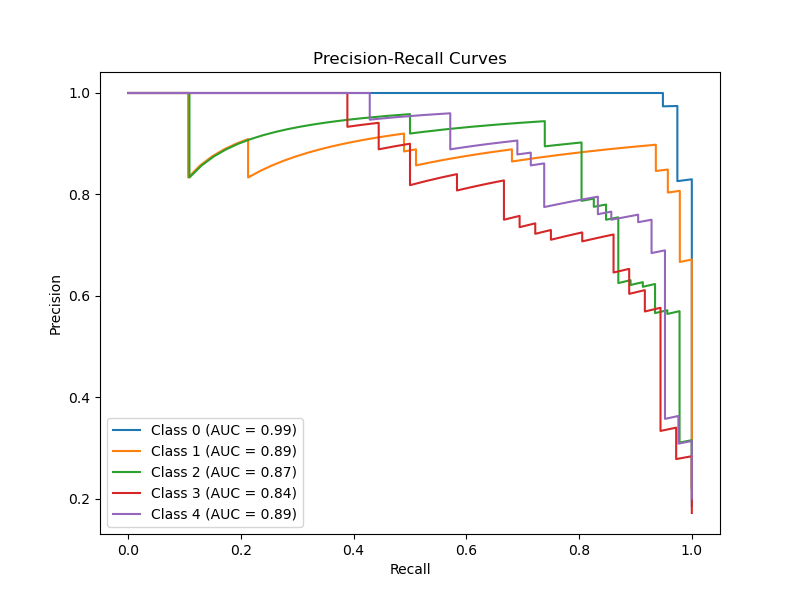 Precision-Recall Curves
Precision
1.0
0.8
0.6
0.4
0.2
Class 0 (AUC = 0.99)
Class 1 (AUC = 0.89)
Class 2 (AUC = 0.87)
Class 3 (AUC = 0.84)
Class 4 (AUC = 0.89)
0.0 0.2 0.4 0.6 0.8 1.0
Recall